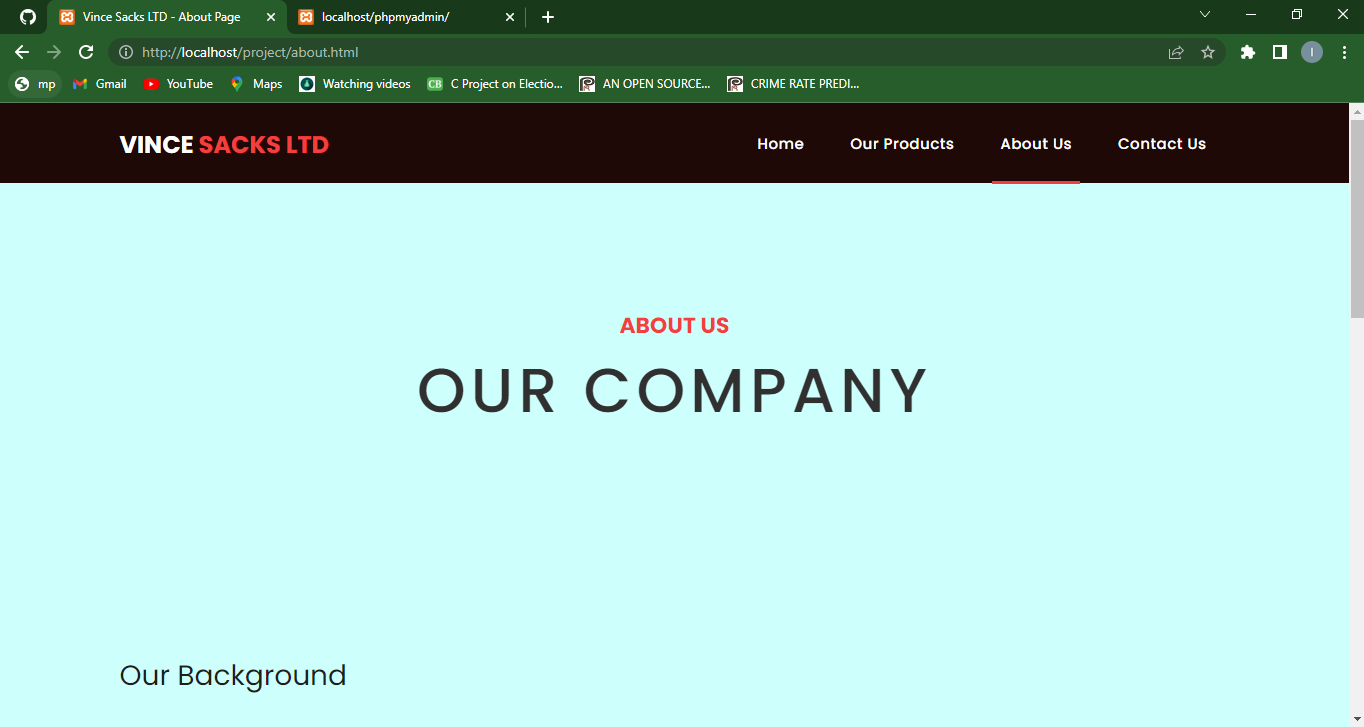 Vince Sacks LTD - About Page
localhost/phpmyadmin/
http://localhost/project/about.html
I
mp
Gmail
YouTube
Maps
Watching videos
CB
C Project on Electio...
AN OPEN SOURCE...
CRIME RATE PREDI...
VINCE SACKS LTD
Home
Our Products
About Us
Contact Us
ABOUT US
OUR COMPANY
Our Background